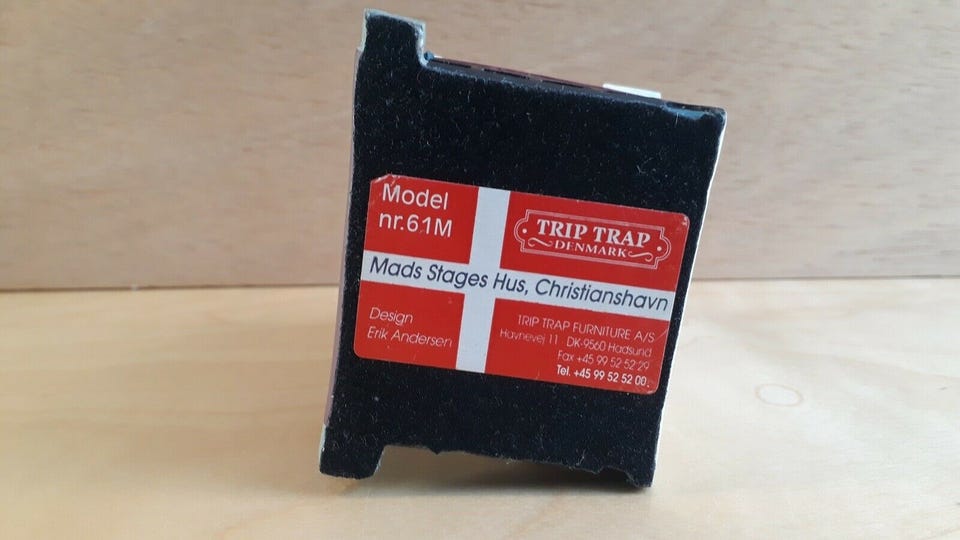 Model
nr.61M
TRIP TRAP
DENMARK
Mads Stages Hus, Christianshavn
Design
Erik Andersen
TRIP TRAP FURNITURE A/S
Havnevej 11 DK-9560 Hadsund
Fax +45 99 52 52 29
Tel. +45 99 52 52 00.